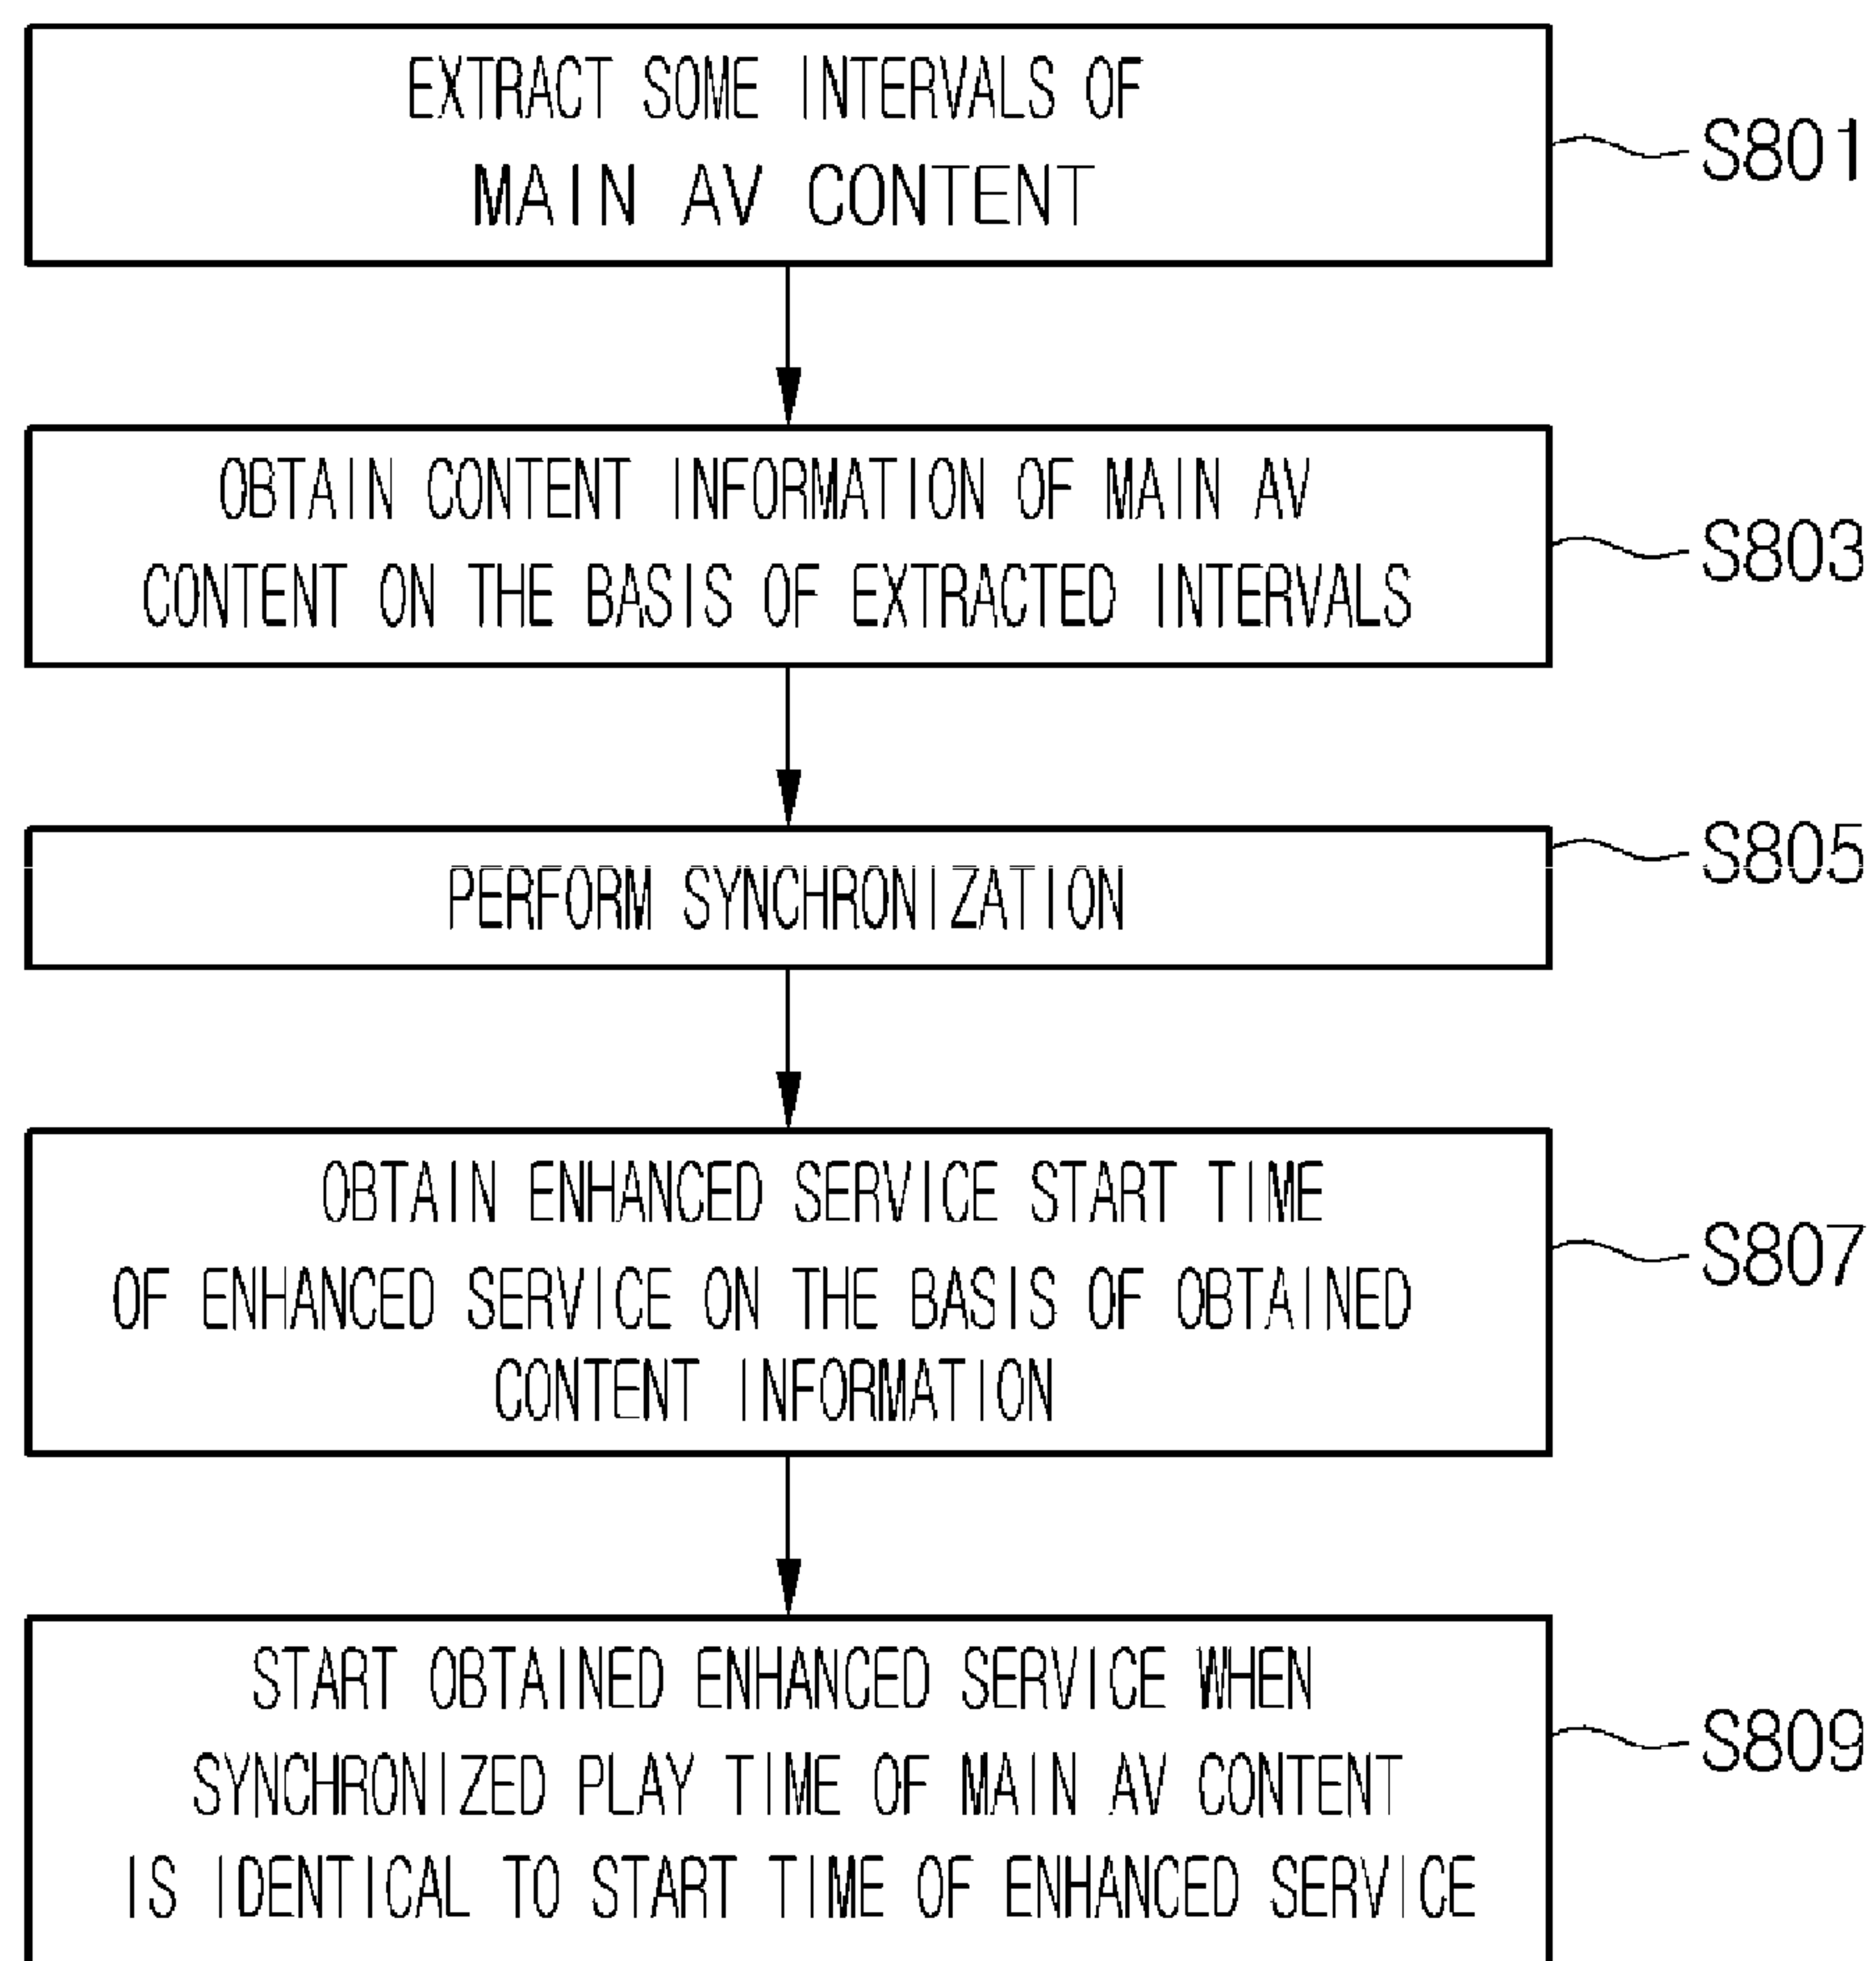 EXTRACT SOME INTERVALS OF
MAIN AV CONTENT
S801
OBTAIN CONTENT INFORMATION OF MAIN AV
CONTENT ON THE BASIS OF EXTRACTED INTERVALS
S803
PERFORM SYNCHRONIZATION
S805
OBTAIN ENHANCED SERVICE START TIME
OF ENHANCED SERVICE ON THE BASIS OF OBTAINED
CONTENT INFORMATION
S807
START OBTAINED ENHANCED SERVICE WHEN
SYNCHRONIZED PLAY TIME OF MAIN AV CONTENT
IS IDENTICAL TO START TIME OF ENHANCED SERVICE
S809